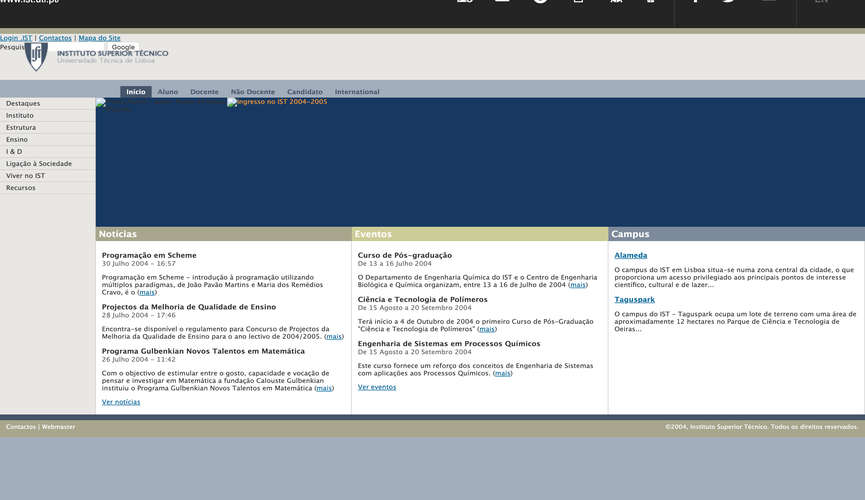 www.ist.utl.pt/
EN
Login .IST | Contactos | Mapa do Site
Pesquis
Google
INSTITUTO SUPERIOR TÉCNICO
Universidade Técnica de Lisboa
Início Aluno Docente Não Docente Candidato International
Destaques
Instituto
Estrutura
Ensino
I & D
Ligação à Sociedade
Viver no IST
Recursos
Ingresso no IST 2004-2005
Notícias
Programação em Scheme
30 Julho 2004 - 16:57
Programação em Scheme - introdução à programação utilizando
múltiplos paradigmas, de João Pavão Martins e Maria dos Remédios
Cravo, é o (mais)
Projectos da Melhoria de Qualidade de Ensino
28 Julho 2004 - 17:46
Encontra-se disponível o regulamento para Concurso de Projectos da
Melhoria da Qualidade de Ensino para o ano lectivo de 2004/2005. (mais)
Programa Gulbenkian Novos Talentos em Matemática
26 Julho 2004 - 11:42
Com o objectivo de estimular entre o gosto, capacidade e vocação de
pensar e investigar em Matemática a fundação Calouste Gulbenkian
instituiu o Programa Gulbenkian Novos Talentos em Matemática (mais)
Ver notícias
Eventos
Curso de Pós-graduação
De 13 a 16 Julho 2004
O Departamento de Engenharia Química do IST e o Centro de Engenharia
Biológica e Química organizam, entre 13 a 16 de Julho de 2004 (mais)
Ciência e Tecnologia de Polímeros
De 15 Agosto a 20 Setembro 2004
Terá início a 4 de Outubro de 2004 o primeiro Curso de Pós-Graduação
"Ciência e Tecnologia de Polímeros" (mais)
Engenharia de Sistemas em Processos Químicos
De 15 Agosto a 20 Setembro 2004
Este curso fornece um reforço dos conceitos de Engenharia de Sistemas
com aplicações aos Processos Químicos. (mais)
Ver eventos
Campus
Alameda
O campus do IST em Lisboa situa-se numa zona central da cidade, o que
proporciona um acesso privilegiado aos principais pontos de interesse
científico, cultural e de lazer...
Taguspark
O campus do IST - Taguspark ocupa um lote de terreno com uma área de
aproximadamente 12 hectares no Parque de Ciência e Tecnologia de
Oeiras...
Contactos | Webmaster
©2004, Instituto Superior Técnico. Todos os direitos reservados.